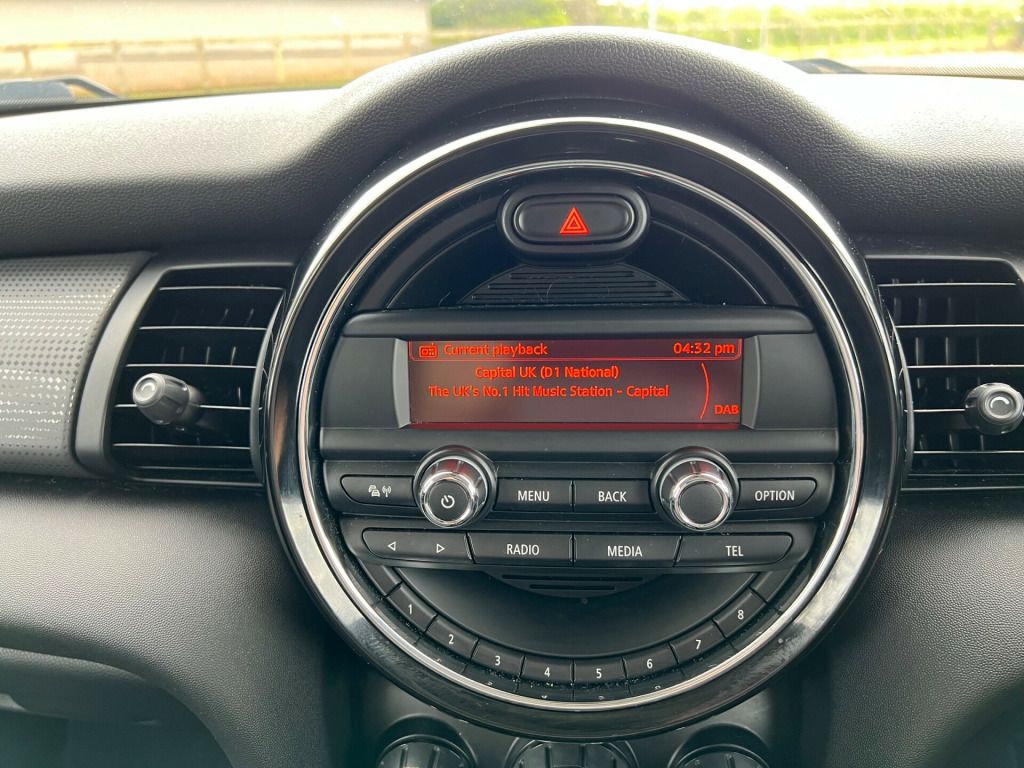 Current playback 04:32 pm
Capital UK (D1 National)
The UK's No.1 Hit Music Station - Capital
DAB
MENU BACK OPTION
RADIO MEDIA TEL
1 2 3 4 5 6 7 8